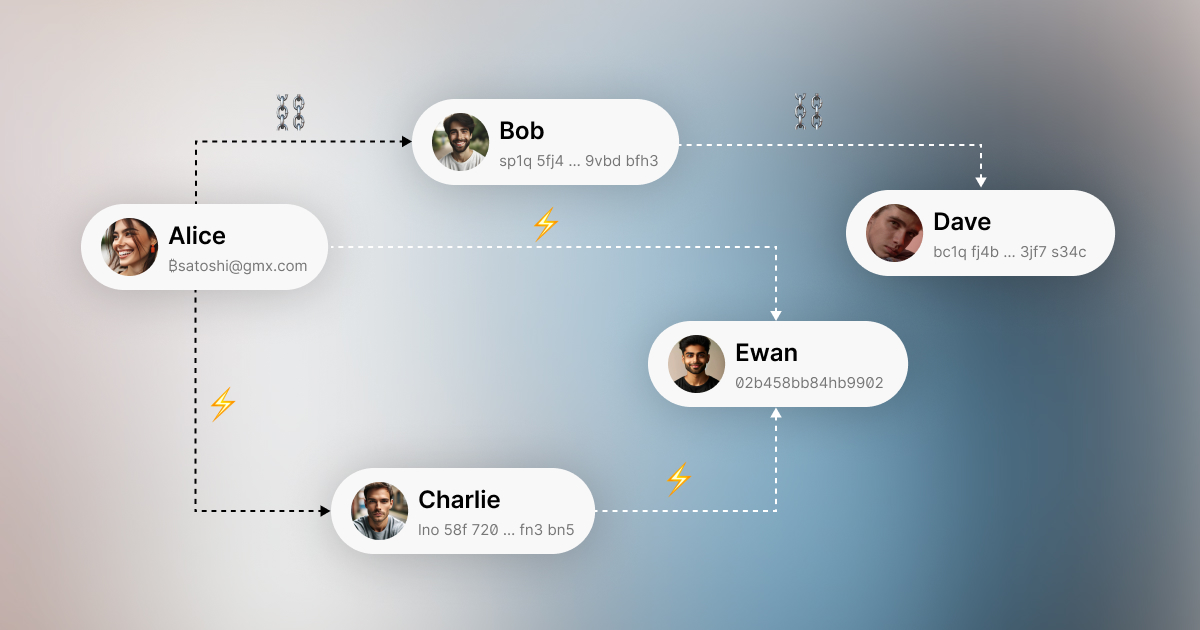 Bob
sp1q 5fj4 ... 9vbd bfh3
Alice
₿satoshi@gmx.com
Dave
bc1q fj4b ... 3jf7 s34c
Ewan
02b458bb84hb9902
Charlie
lno 58f 720 ... fn3 bn5